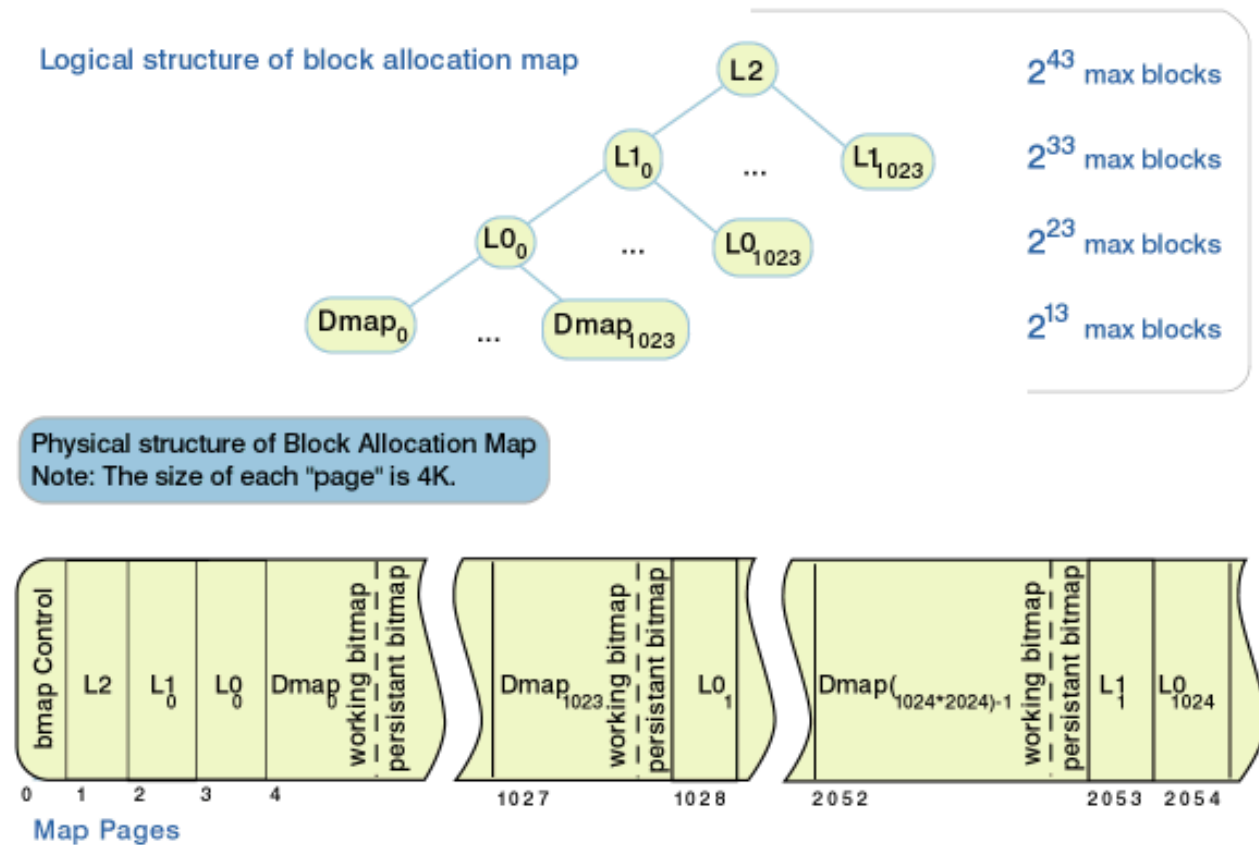 Logical structure of block allocation map
L2
2^43 max blocks
L1_0
...
L1_1023
2^33 max blocks
L0_0
...
L0_1023
2^23 max blocks
Dmap_0
...
Dmap_1023
2^13 max blocks
Physical structure of Block Allocation Map
Note: The size of each "page" is 4K.
bmap Control
L2
L1_0
L0_0
Dmap_0
working bitmap
persistant bitmap
Dmap_1023
working bitmap
persistant bitmap
L0_1
Dmap(_1024*2024)-1
working bitmap
persistant bitmap
L1_1
L0_1024
0 1 2 3 4 1027 1028 2052 2053 2054
Map Pages